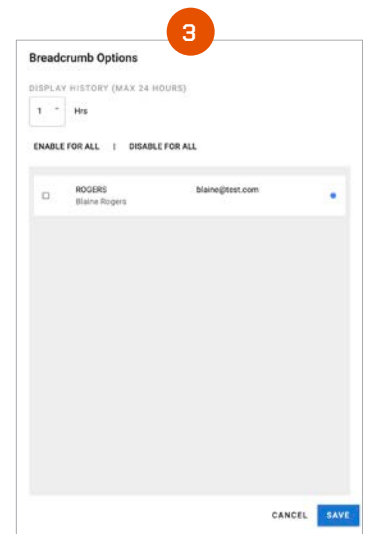 3
Breadcrumb Options
DISPLAY HISTORY (MAX 24 HOURS)
1 Hrs
ENABLE FOR ALL | DISABLE FOR ALL
ROGERS blaine@test.com
Blaine Rogers
CANCEL SAVE